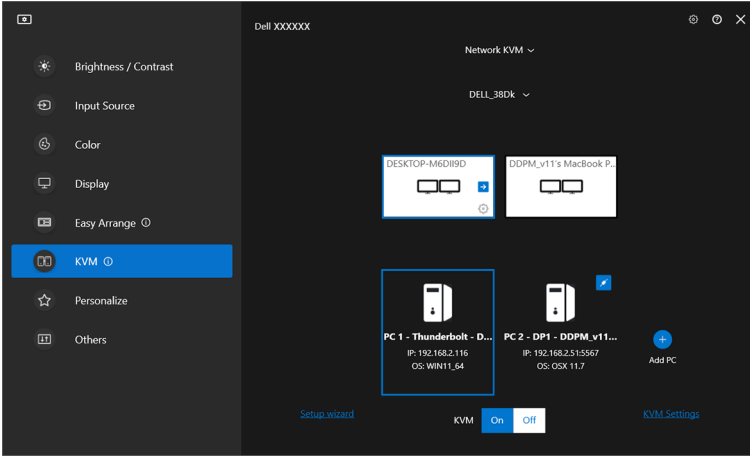 Dell XXXXXX
Network KVM
DELL_38Dk
Brightness / Contrast
Input Source
Color
Display
Easy Arrange
KVM
Personalize
Others
DESKTOP-M6DII9D
DDPM_v11's MacBook P...
PC 1 - Thunderbolt - D...
IP: 192.168.2.116
OS: WIN11_64
PC 2 - DP1 - DDPM_v11...
IP: 192.168.2.51:5567
OS: OSX 11.7
Add PC
Setup wizard
KVM On Off
KVM Settings